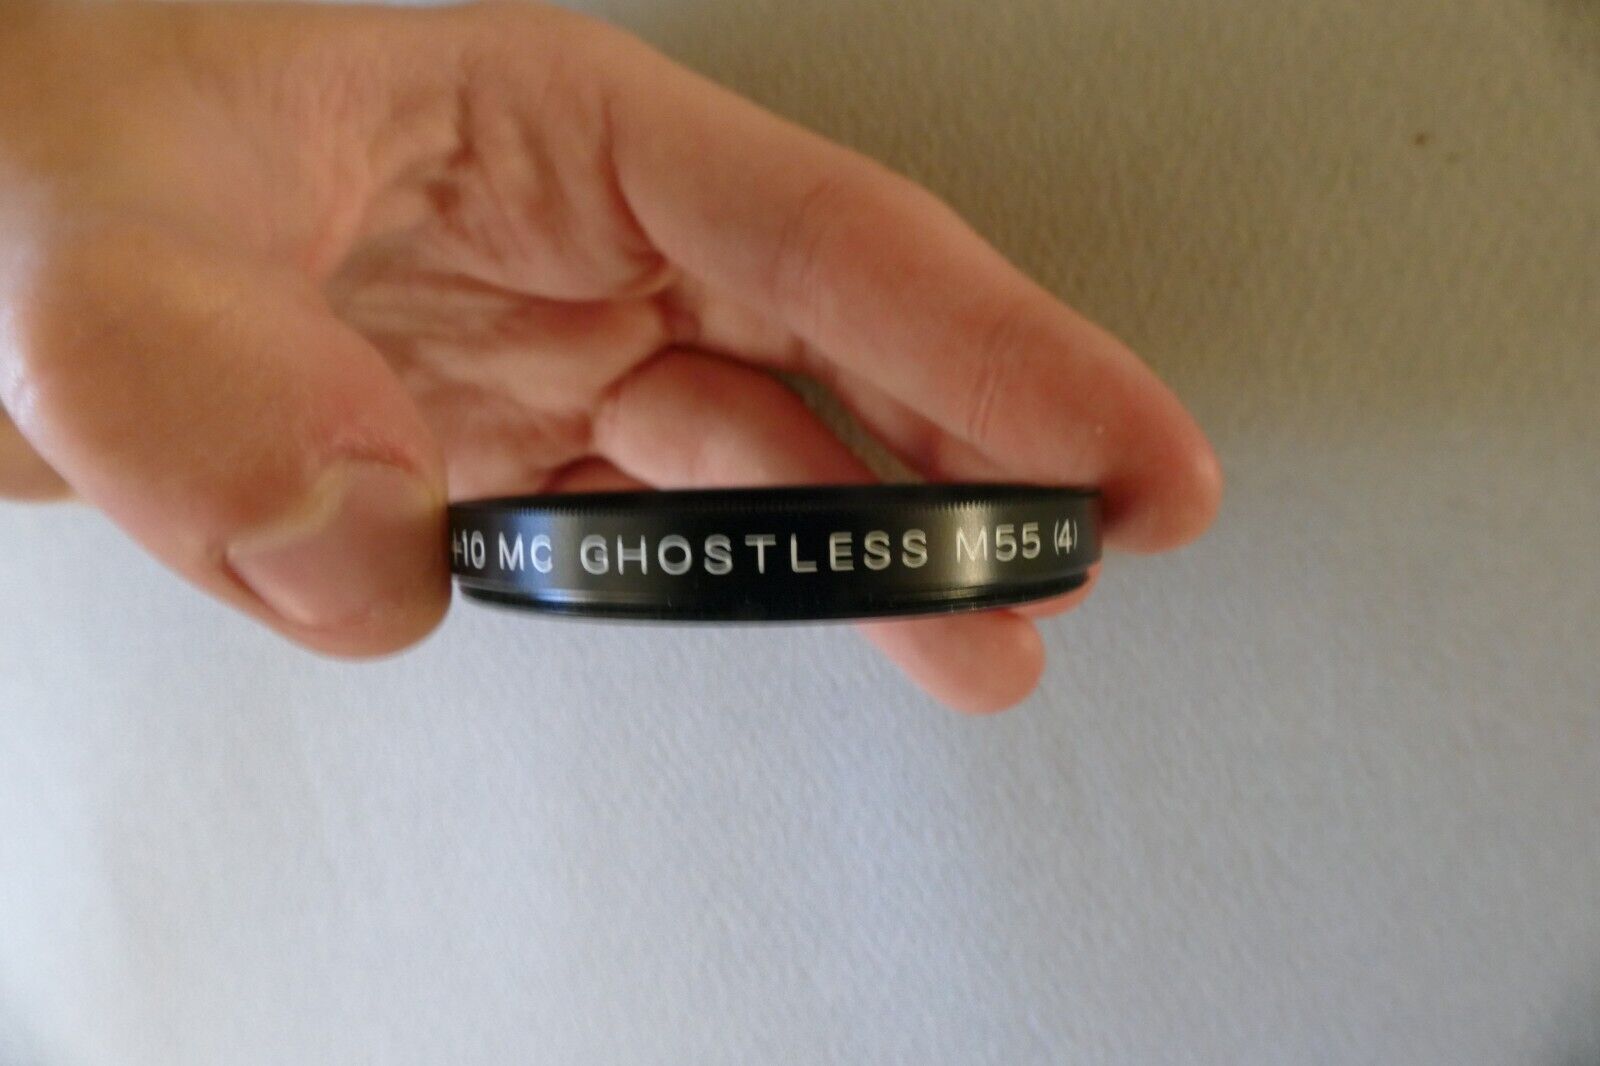 +10 MC GHOSTLESS M55 (4)